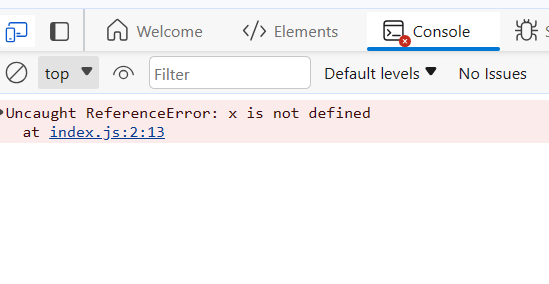 Welcome
Elements
Console
top
Filter
Default levels
No Issues
Uncaught ReferenceError: x is not defined
at index.js:2:13